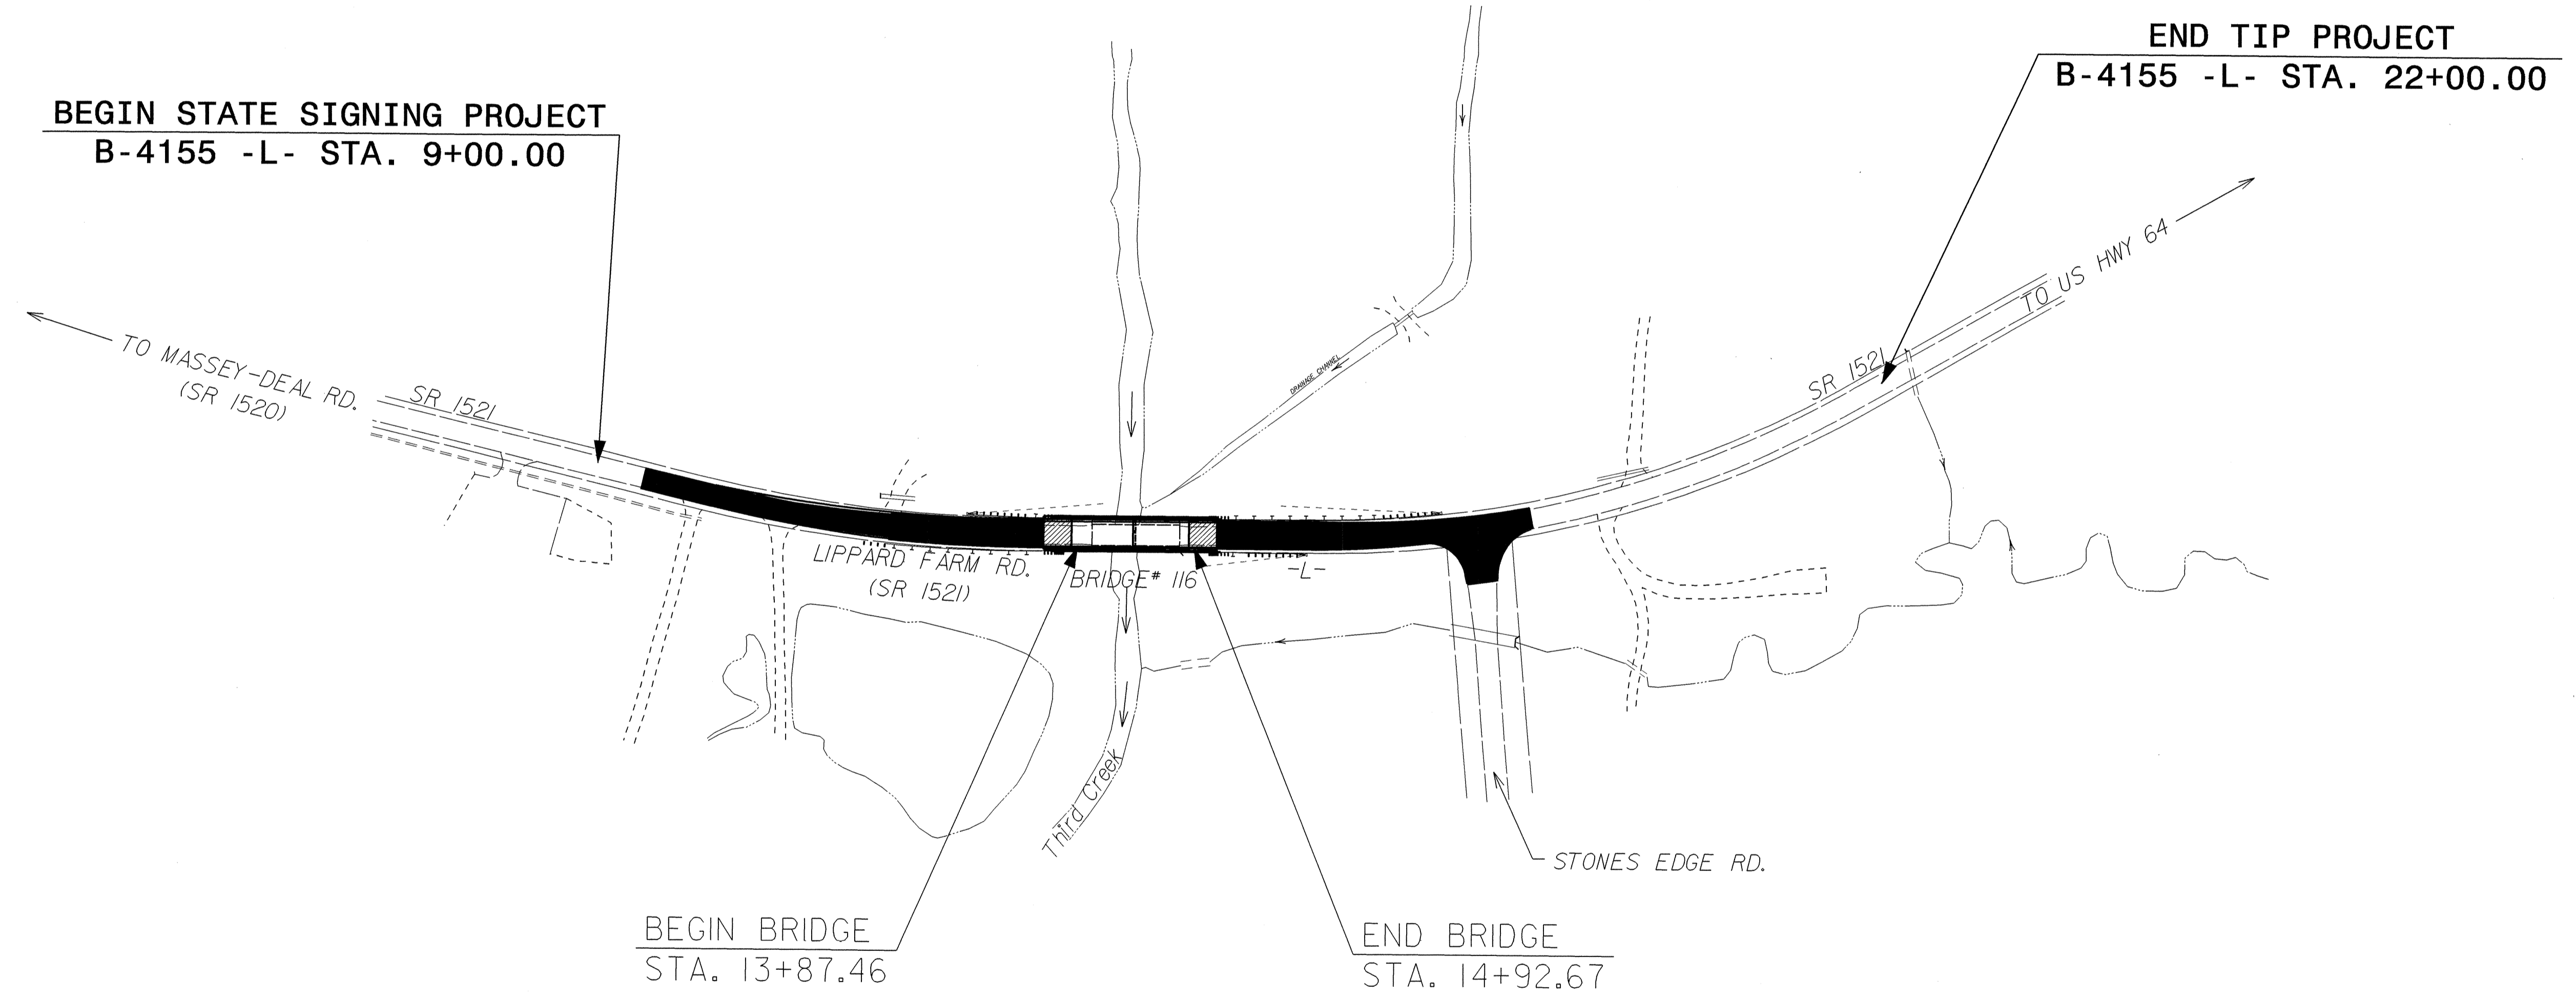 END TIP PROJECT
B-4155 -L- STA. 22+00.00
BEGIN STATE SIGNING PROJECT
B-4155 -L- STA. 9+00.00
TO US HWY 64
TO MASSEY-DEAL RD.
(SR 1520)
SR 1521
DRAINAGE CHANNEL
SR 1521
LIPPARD FARM RD.
(SR 1521)
BRIDGE# 116
-L-
Third Creek
STONES EDGE RD.
BEGIN BRIDGE
STA. 13+87.46
END BRIDGE
STA. 14+92.67